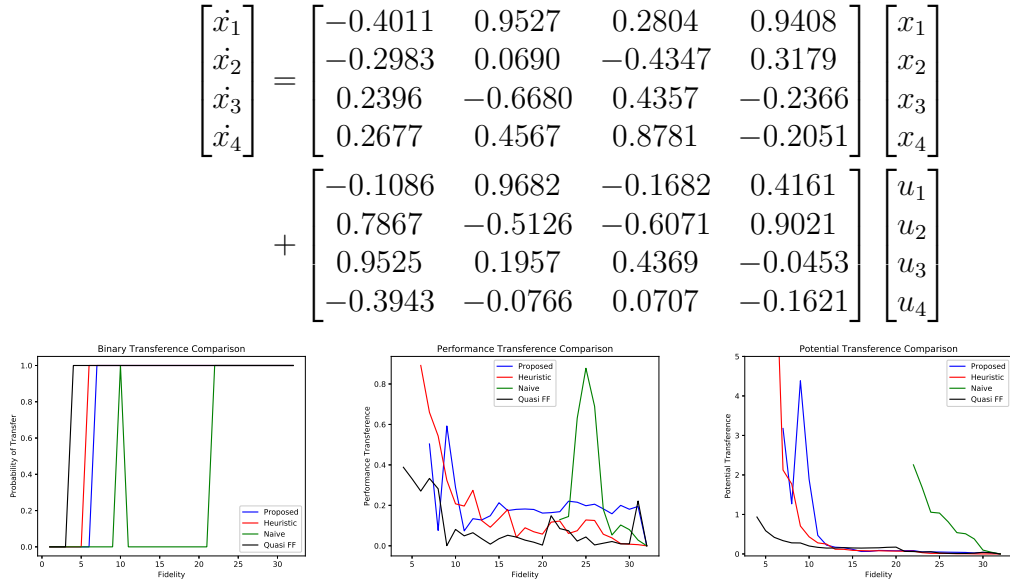 ẋ₁ −0.4011 0.9527 0.2804 0.9408 x₁
ẋ₂ −0.2983 0.0690 −0.4347 0.3179 x₂
=
ẋ₃ 0.2396 −0.6680 0.4357 −0.2366 x₃
ẋ₄ 0.2677 0.4567 0.8781 −0.2051 x₄
−0.1086 0.9682 −0.1682 0.4161 u₁
0.7867 −0.5126 −0.6071 0.9021 u₂
+
0.9525 0.1957 0.4369 −0.0453 u₃
−0.3943 −0.0766 0.0707 −0.1621 u₄
Binary Transference Comparison
Probability of Transfer
1.0
0.8
0.6
0.4
0.2
0.0
0 5 10 15 20 25 30
Fidelity
Proposed
Heuristic
Naive
Quasi FF
Performance Transference Comparison
Performance Transference
0.8
0.6
0.4
0.2
0.0
5 10 15 20 25 30
Fidelity
Proposed
Heuristic
Naive
Quasi FF
Potential Transference Comparison
Potential Transference
5
4
3
2
1
0
5 10 15 20 25 30
Fidelity
Proposed
Heuristic
Naive
Quasi FF